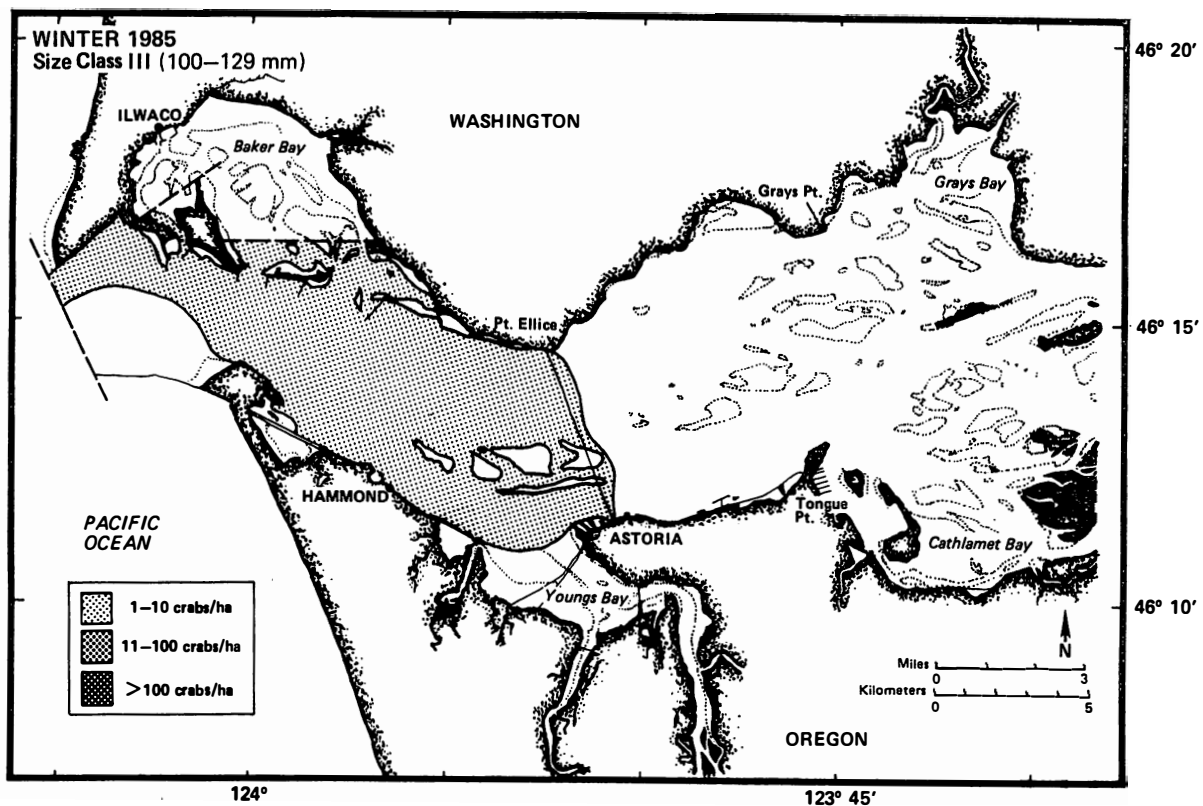 WINTER 1985
Size Class III (100–129 mm)
46° 20′
ILWACO
WASHINGTON
Baker Bay
Grays Pt.
Grays Bay
Pt. Ellice
46° 15′
HAMMOND
Tongue
Pt.
PACIFIC
OCEAN
ASTORIA
Cathlamet Bay
1–10 crabs/ha
11–100 crabs/ha
>100 crabs/ha
Youngs Bay
46° 10′
N
Miles
0 3
Kilometers
0 5
OREGON
124°
123° 45′